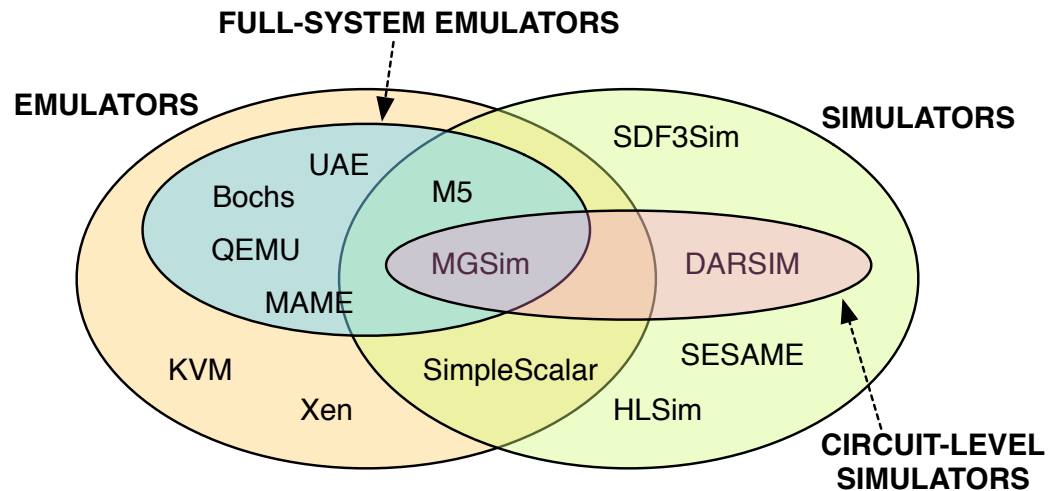 FULL-SYSTEM EMULATORS
EMULATORS
SIMULATORS
SDF3Sim
UAE
Bochs
M5
QEMU
MGSim
DARSIM
MAME
KVM
SimpleScalar
SESAME
Xen
HLSim
CIRCUIT-LEVEL
SIMULATORS